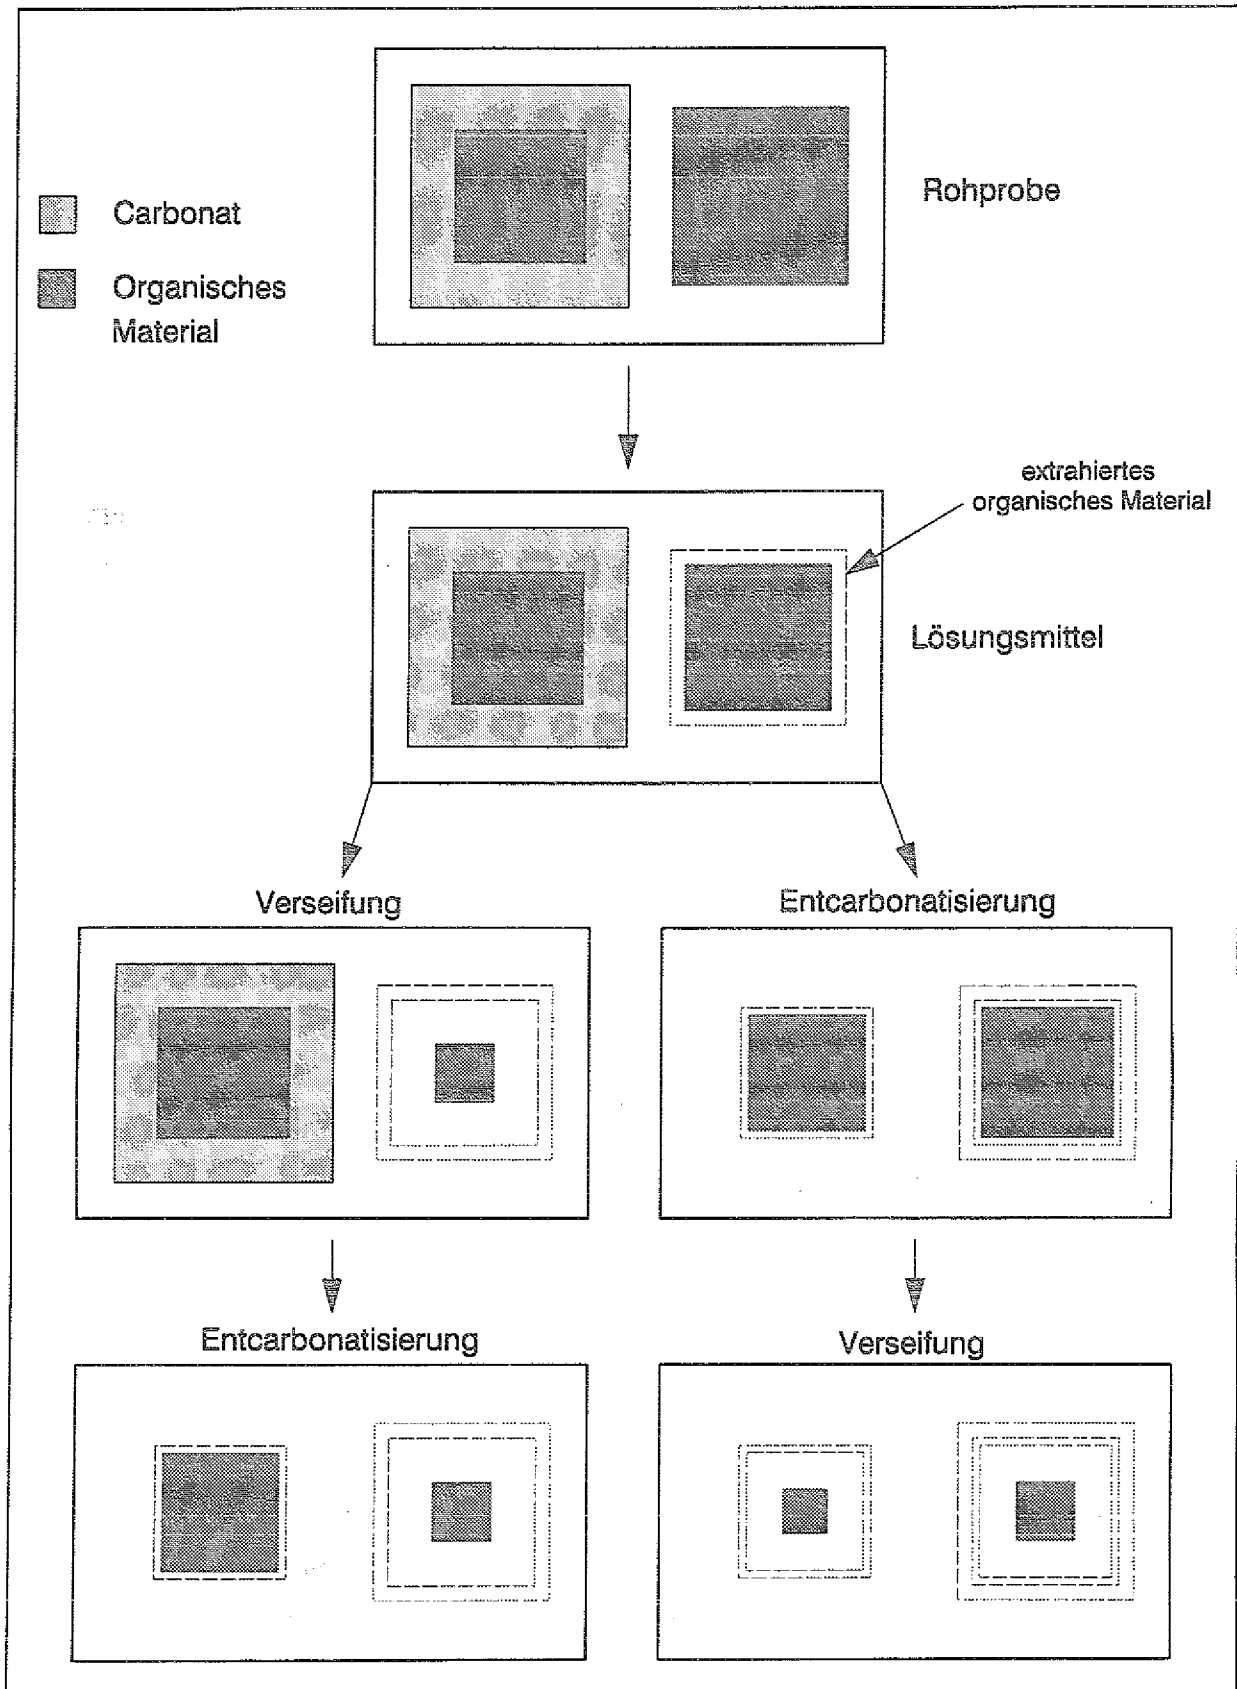 Rohprobe
Carbonat
Organisches
Material
extrahiertes
organisches Material
Lösungsmittel
Verseifung
Entcarbonatisierung
Entcarbonatisierung
Verseifung